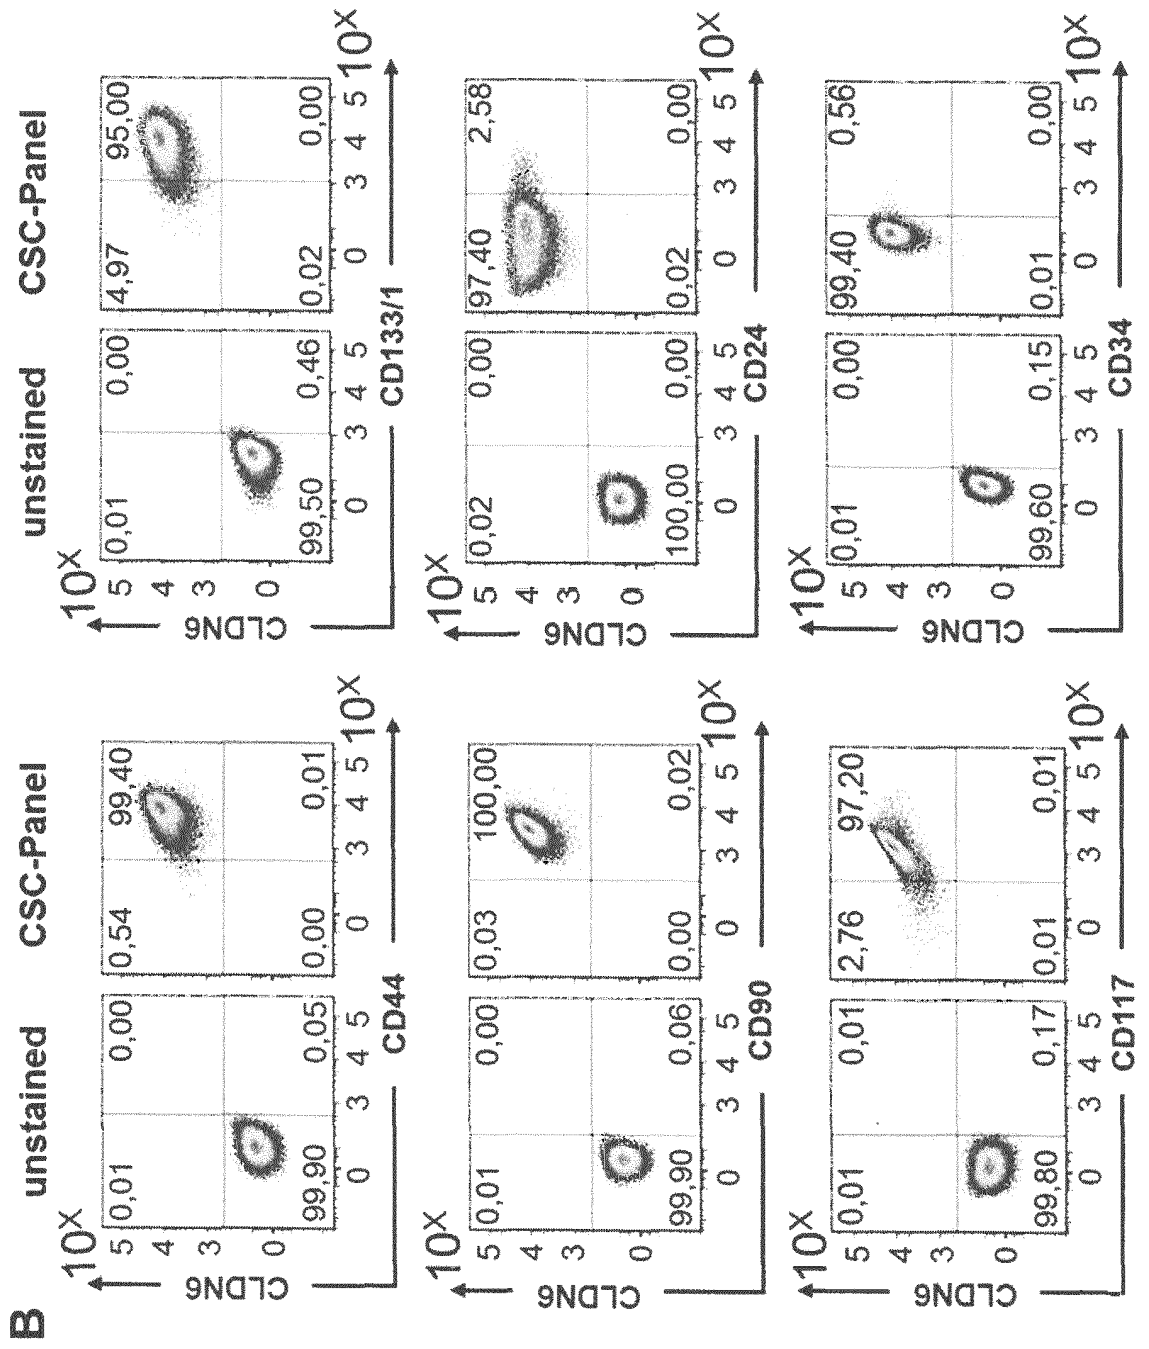 B
unstained CSC-Panel unstained CSC-Panel
10X
5
4
3
0
CLDN6
0,01 0,00
99,90 0,05
0,54 99,40
0,00 0,01
0 3 4 5 0 3 4 5 10X
CD44
10X
5
4
3
0
CLDN6
0,01 0,00
99,50 0,46
4,97 95,00
0,02 0,00
0 3 4 5 0 3 4 5 10X
CD133/1
10X
5
4
3
0
CLDN6
0,01 0,00
99,90 0,06
0,03 100,00
0,00 0,02
0 3 4 5 0 3 4 5 10X
CD90
10X
5
4
3
0
CLDN6
0,02 0,00
100,00 0,00
97,40 2,58
0,02 0,00
0 3 4 5 0 3 4 5 10X
CD24
10X
5
4
3
0
CLDN6
0,01 0,01
99,80 0,17
2,76 97,20
0,01 0,01
0 3 4 5 0 3 4 5 10X
CD117
10X
5
4
3
0
CLDN6
0,01 0,00
99,60 0,15
99,40 0,56
0,01 0,00
0 3 4 5 0 3 4 5 10X
CD34